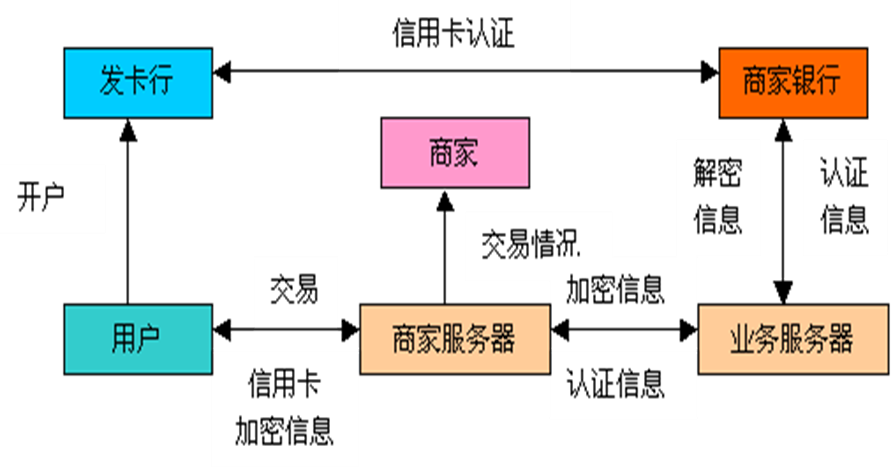 信用卡认证
发卡行
商家银行
商家
开户
解密
信息
认证
信息
交易情况
交易
加密信息
用户
商家服务器
业务服务器
信用卡
加密信息
认证信息